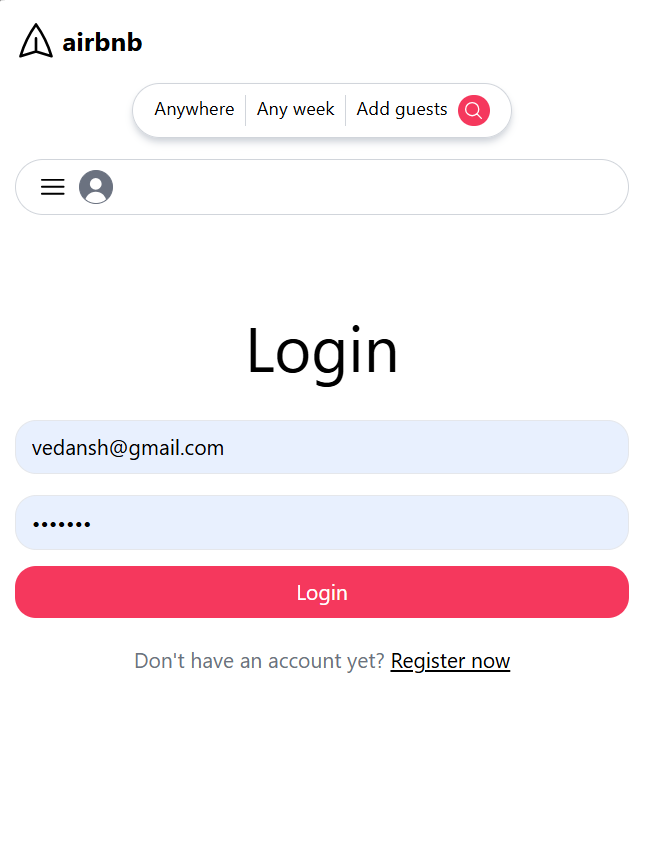 airbnb
Anywhere Any week Add guests
Login
vedansh@gmail.com
•••••••
Login
Don't have an account yet? Register now